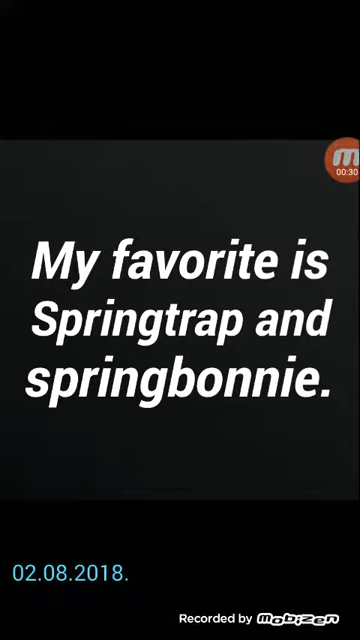 00:30
My favorite is
Springtrap and
springbonnie.
02.08.2018.
Recorded by mobizen